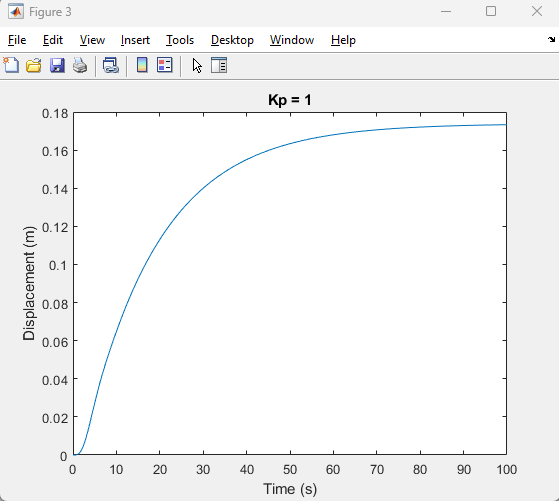 Figure 3
File Edit View Insert Tools Desktop Window Help
Kp = 1
0.18
0.16
0.14
0.12
0.1
0.08
0.06
0.04
0.02
0
Displacement (m)
0 10 20 30 40 50 60 70 80 90 100
Time (s)